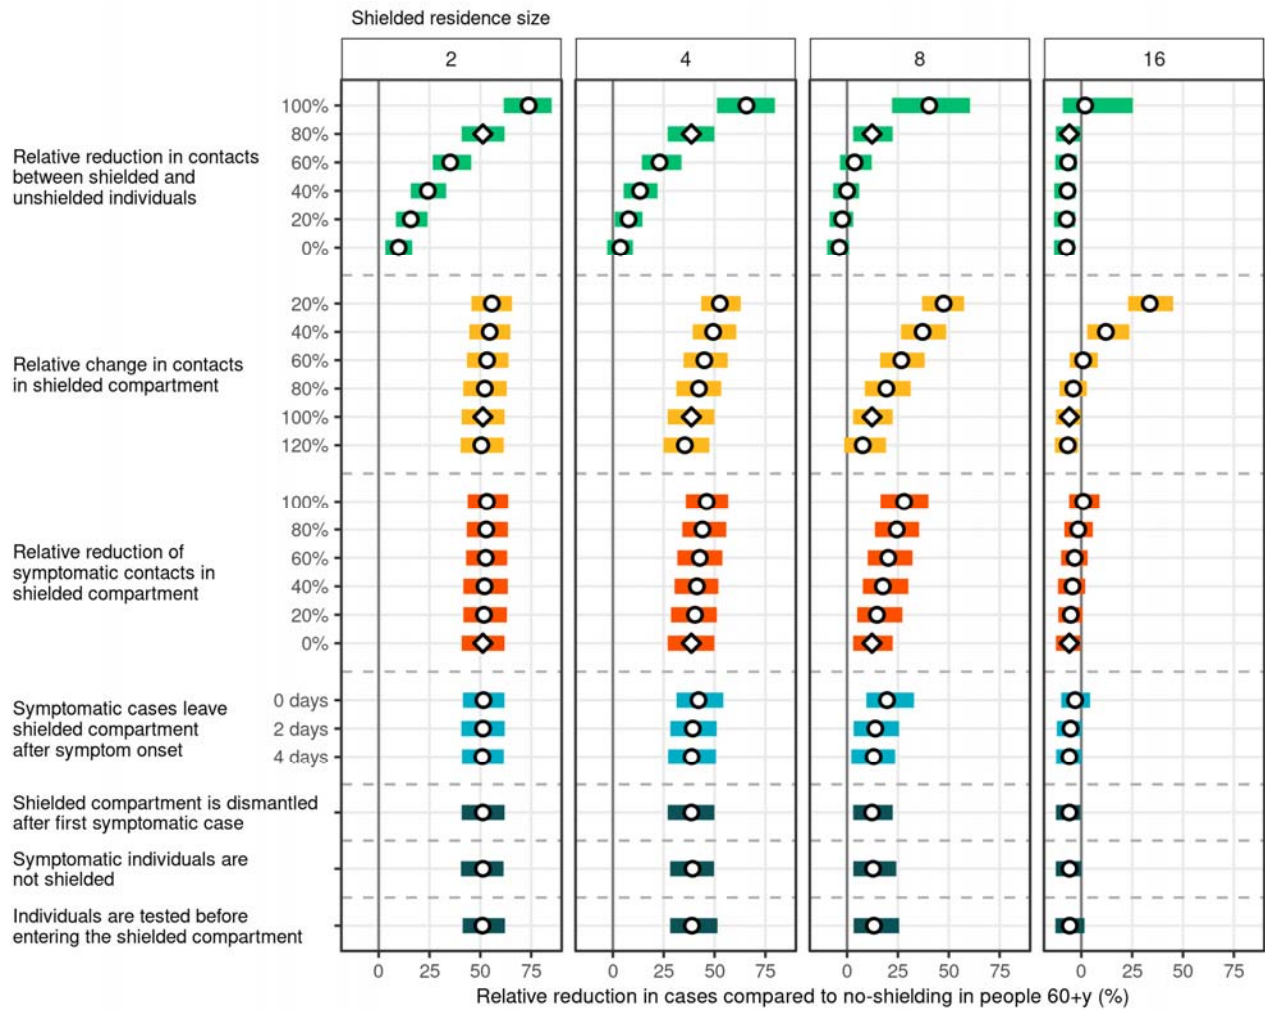 Shielded residence size
2 4 8 16
Relative reduction in contacts
between shielded and
unshielded individuals
100%
80%
60%
40%
20%
0%
Relative change in contacts
in shielded compartment
20%
40%
60%
80%
100%
120%
Relative reduction of
symptomatic contacts in
shielded compartment
100%
80%
60%
40%
20%
0%
Symptomatic cases leave
shielded compartment
after symptom onset
0 days
2 days
4 days
Shielded compartment is dismantled
after first symptomatic case
Symptomatic individuals are
not shielded
Individuals are tested before
entering the shielded compartment
0 25 50 75 0 25 50 75 0 25 50 75 0 25 50 75
Relative reduction in cases compared to no-shielding in people 60+y (%)